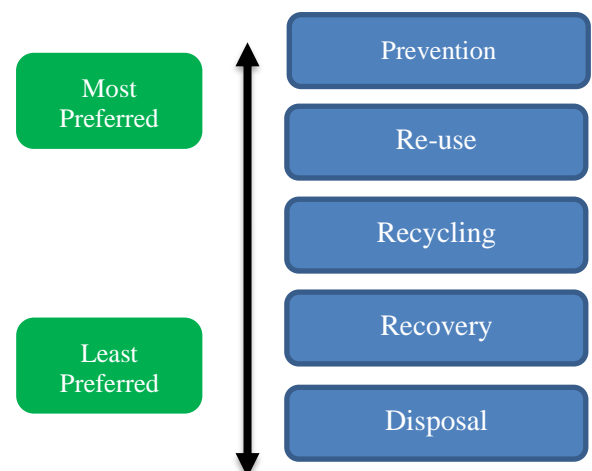 Prevention
Most
Preferred
Re-use
Recycling
Recovery
Least
Preferred
Disposal